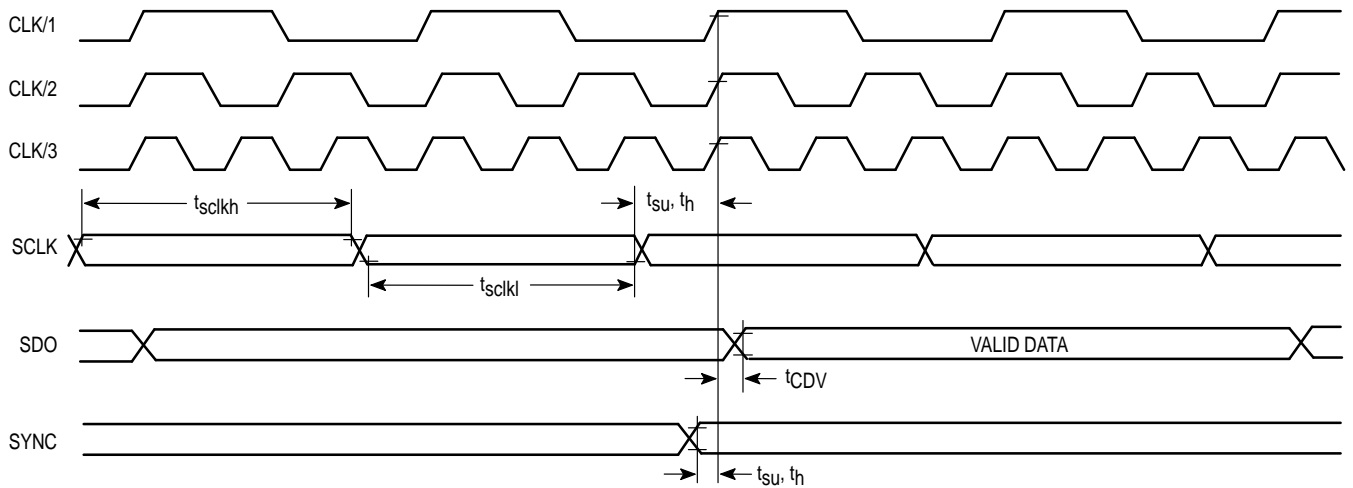 CLK/1
CLK/2
CLK/3
tsclkh
tsu, th
SCLK
tsclkl
SDO
VALID DATA
tCDV
SYNC
tsu, th